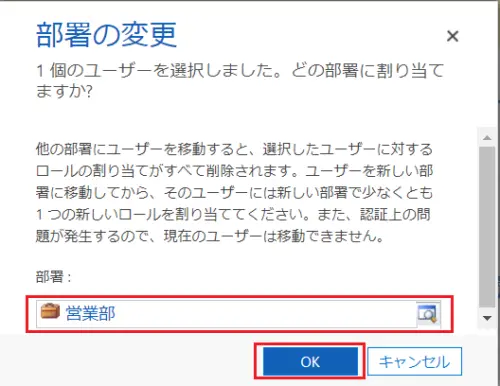 部署の変更
1 個のユーザーを選択しました。どの部署に割り当て
ますか?
他の部署にユーザーを移動すると、選択したユーザーに対する
ロールの割り当てがすべて削除されます。ユーザーを新しい部
署に移動してから、そのユーザーには新しい部署で少なくとも
1 つの新しいロールを割り当ててください。また、認証上の問
題が発生するので、現在のユーザーは移動できません。
部署 :
営業部
OK キャンセル